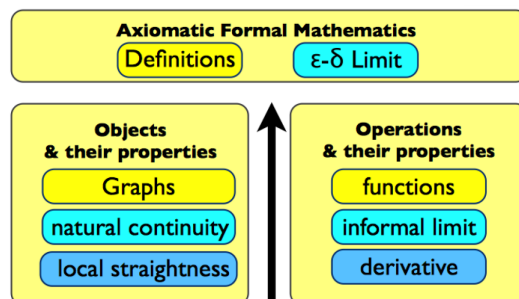 Axiomatic Formal Mathematics
Definitions
ε-δ Limit
Objects
& their properties
Graphs
natural continuity
local straightness
Operations
& their properties
functions
informal limit
derivative